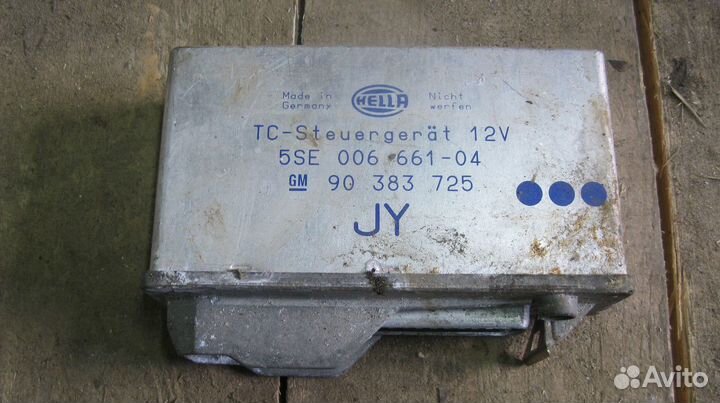 Made in Germany
HELLA
Nicht werfen
TC-Steuergerät 12V
5SE 006 661-04
GM 90 383 725
JY
Avito